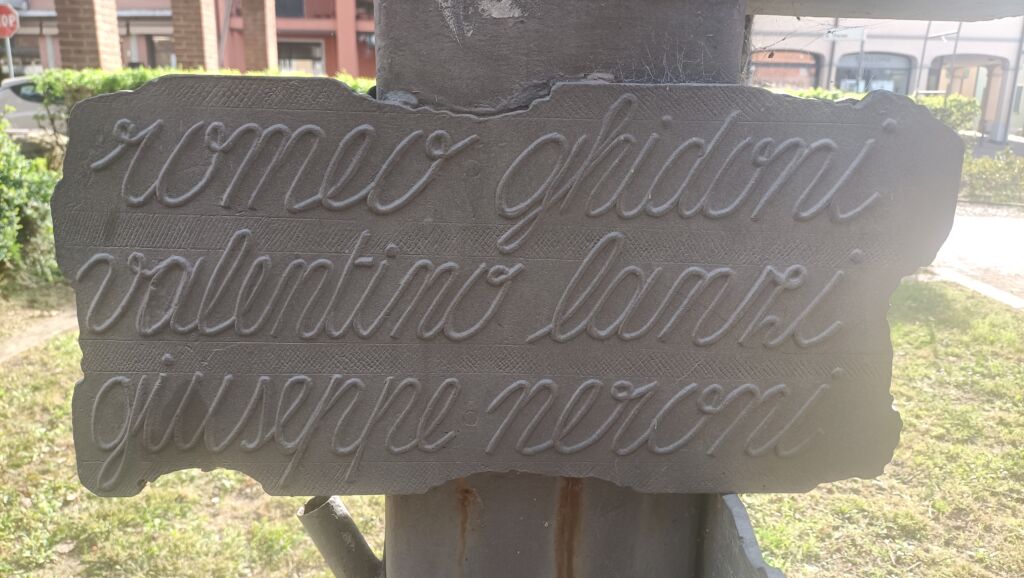 romeo ghidoni
valentino lanzi
giuseppe neroni